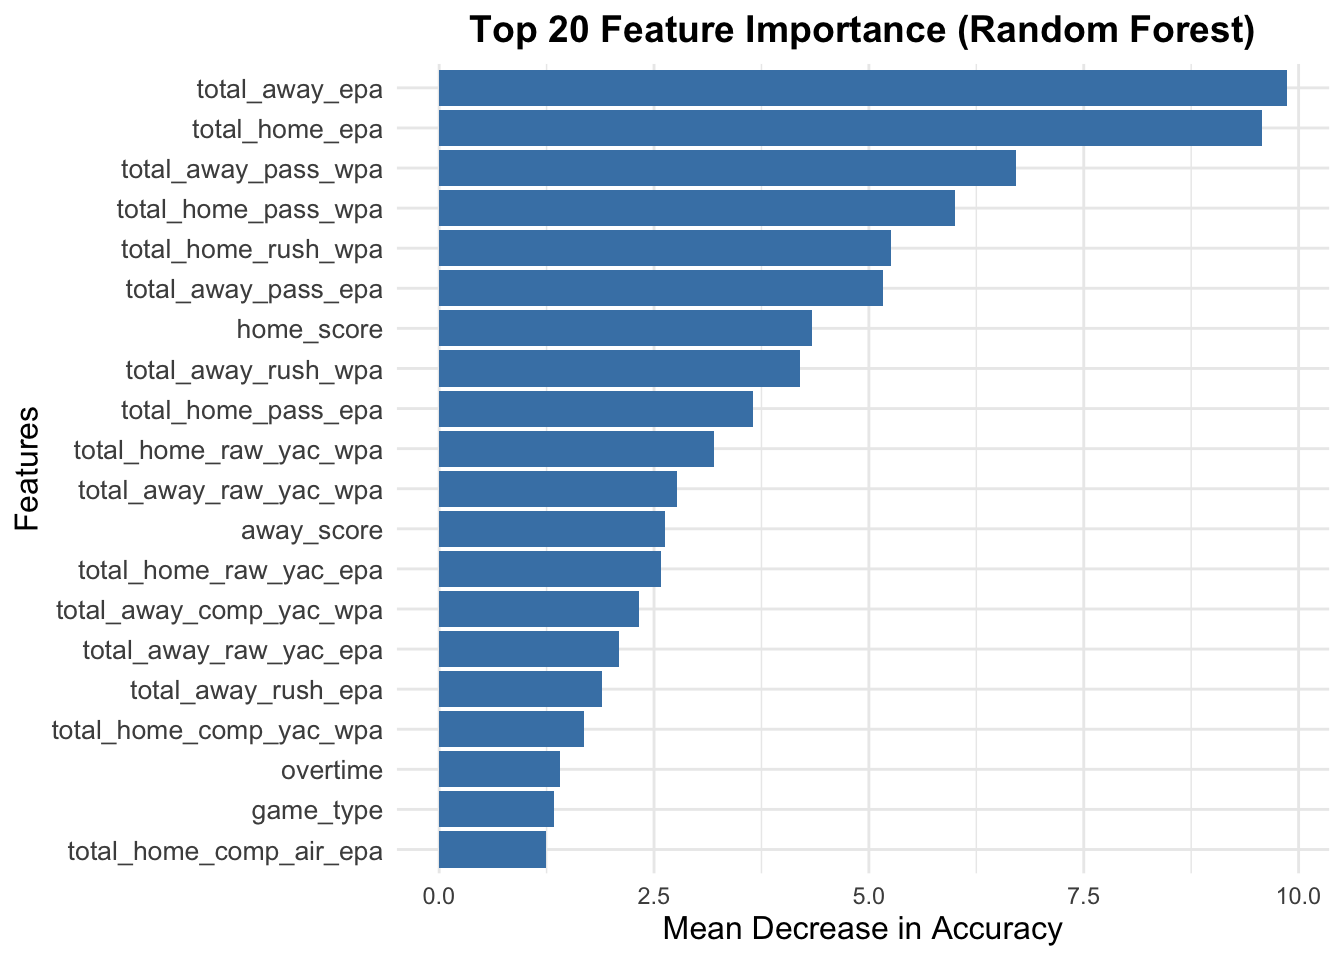 Top 20 Feature Importance (Random Forest)
Features
total_away_epa
total_home_epa
total_away_pass_wpa
total_home_pass_wpa
total_home_rush_wpa
total_away_pass_epa
home_score
total_away_rush_wpa
total_home_pass_epa
total_home_raw_yac_wpa
total_away_raw_yac_wpa
away_score
total_home_raw_yac_epa
total_away_comp_yac_wpa
total_away_raw_yac_epa
total_away_rush_epa
total_home_comp_yac_wpa
overtime
game_type
total_home_comp_air_epa
0.0 2.5 5.0 7.5 10.0
Mean Decrease in Accuracy